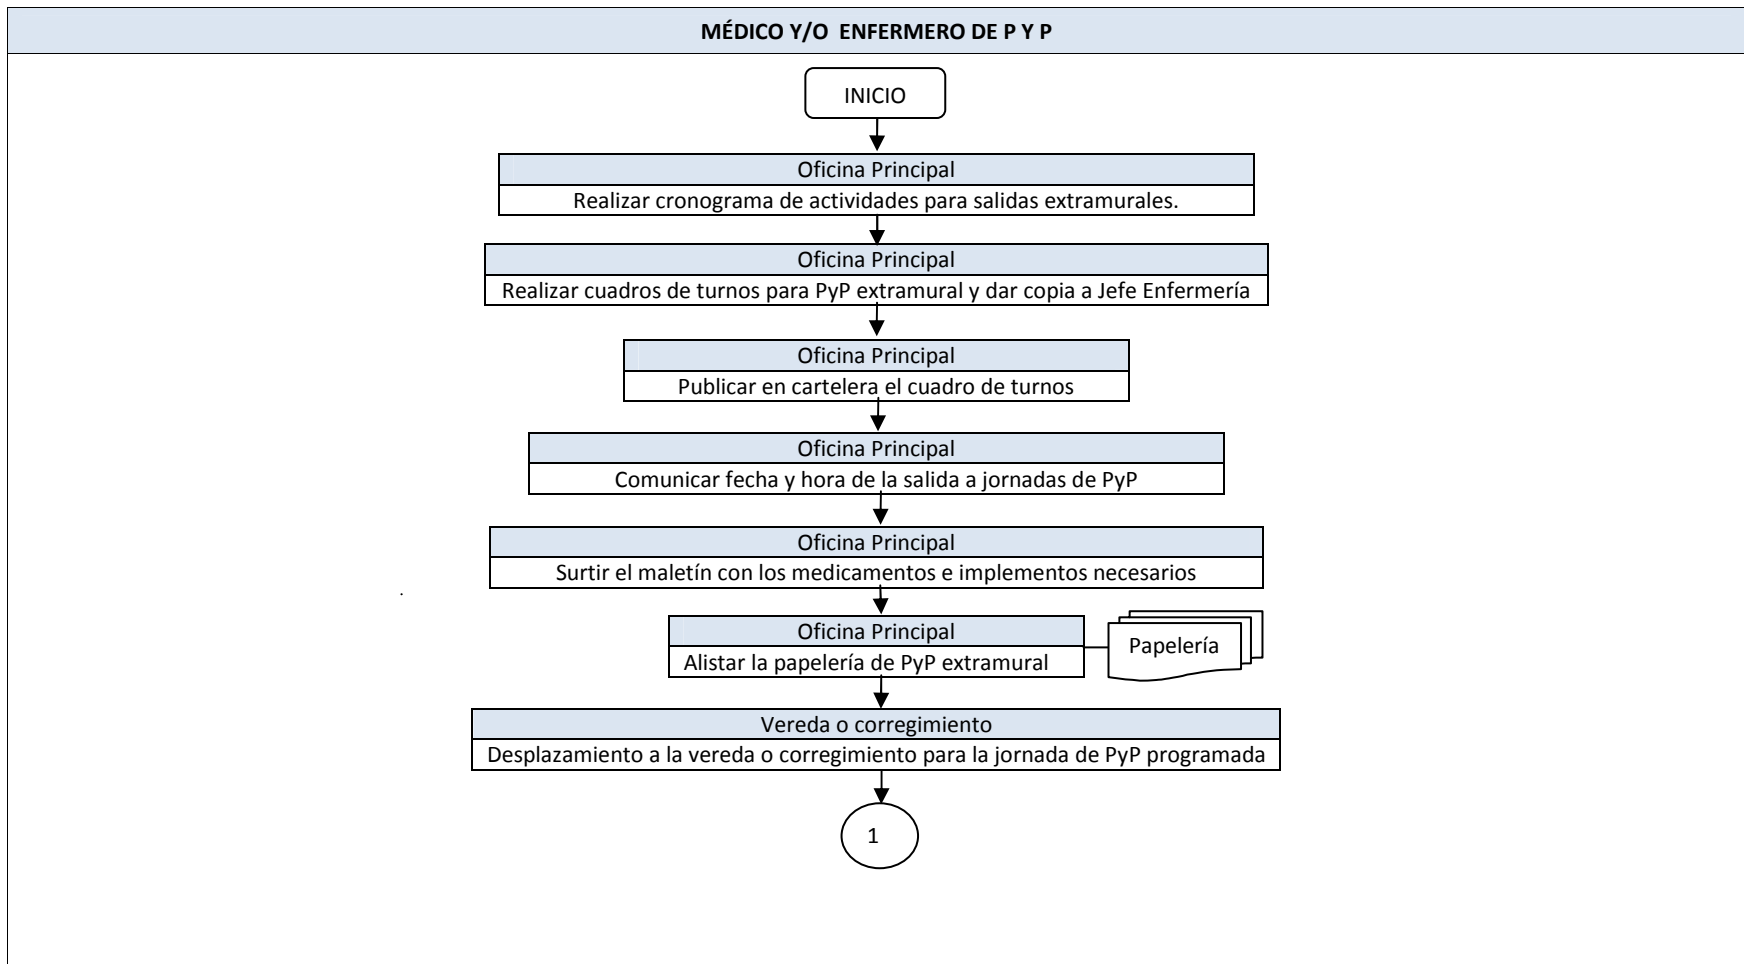 MÉDICO Y/O  ENFERMERO DE P Y P
INICIO
Oficina Principal
Realizar cronograma de actividades para salidas extramurales.
Oficina Principal
Realizar cuadros de turnos para PyP extramural y dar copia a Jefe Enfermería
Oficina Principal
Publicar en cartelera el cuadro de turnos
Oficina Principal
Comunicar fecha y hora de la salida a jornadas de PyP
Oficina Principal
Surtir el maletín con los medicamentos e implementos necesarios
.
Oficina Principal
Alistar la papelería de PyP extramural
Papelería
Vereda o corregimiento
Desplazamiento a la vereda o corregimiento para la jornada de PyP programada
1